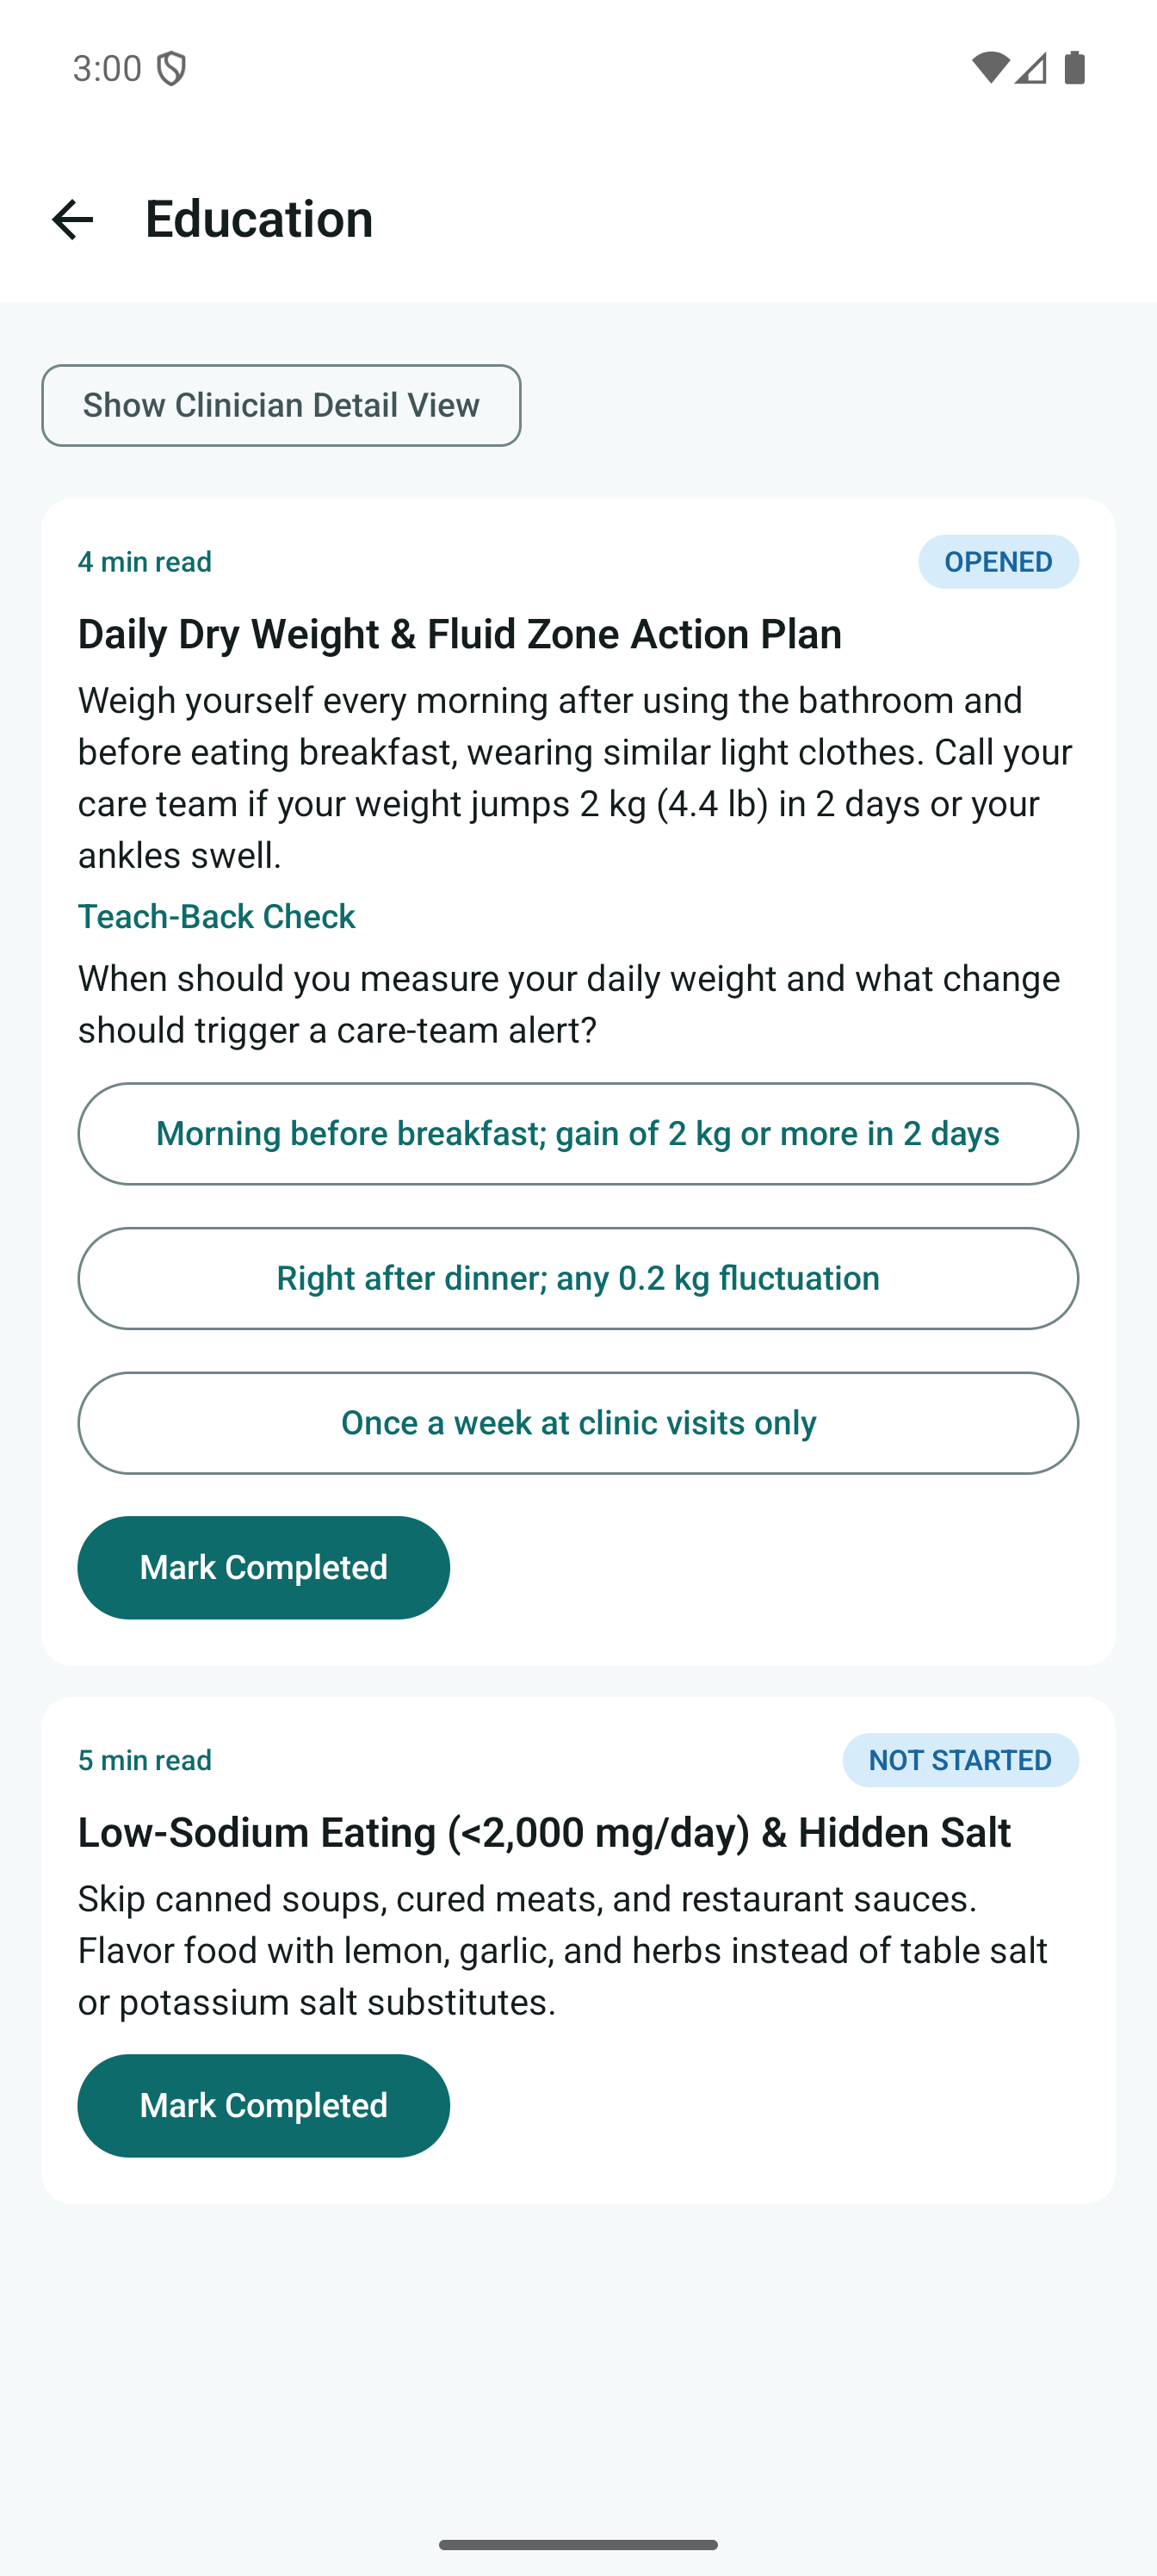 3:00
Education
Show Clinician Detail View
4 min read
OPENED
Daily Dry Weight & Fluid Zone Action Plan
Weigh yourself every morning after using the bathroom and
before eating breakfast, wearing similar light clothes. Call your
care team if your weight jumps 2 kg (4.4 lb) in 2 days or your
ankles swell.
Teach-Back Check
When should you measure your daily weight and what change
should trigger a care-team alert?
Morning before breakfast; gain of 2 kg or more in 2 days
Right after dinner; any 0.2 kg fluctuation
Once a week at clinic visits only
Mark Completed
5 min read
NOT STARTED
Low-Sodium Eating (<2,000 mg/day) & Hidden Salt
Skip canned soups, cured meats, and restaurant sauces.
Flavor food with lemon, garlic, and herbs instead of table salt
or potassium salt substitutes.
Mark Completed